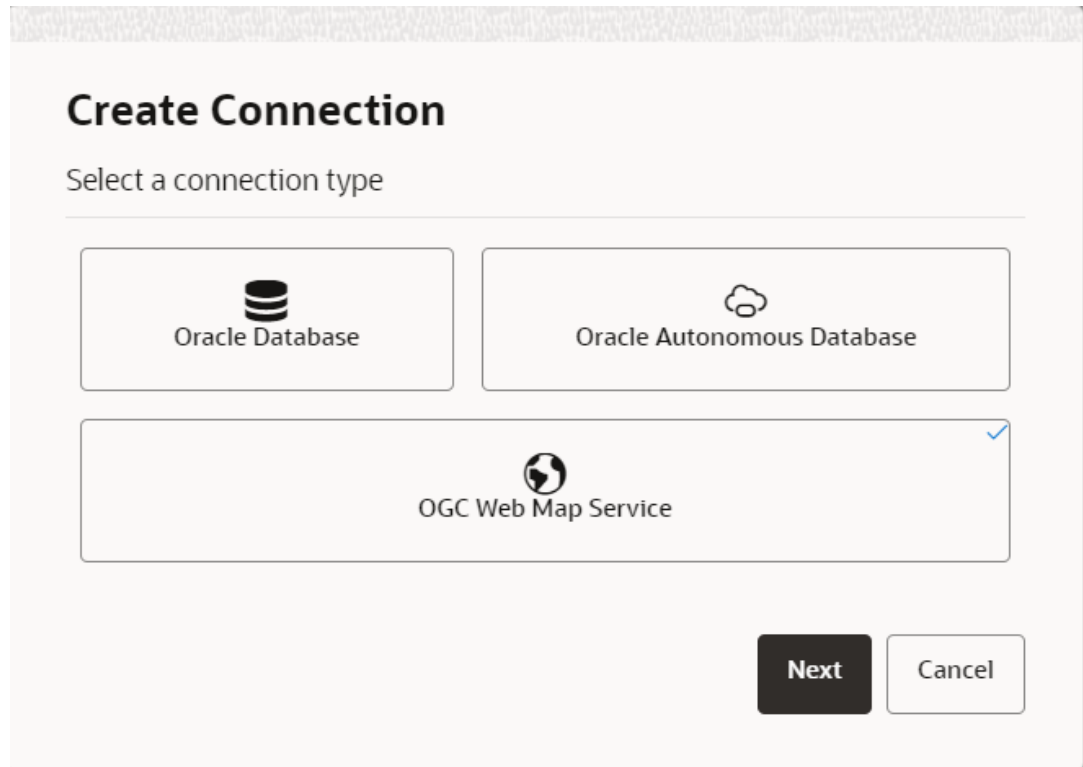 Create Connection
Select a connection type
Oracle Database
Oracle Autonomous Database
OGC Web Map Service
Next
Cancel